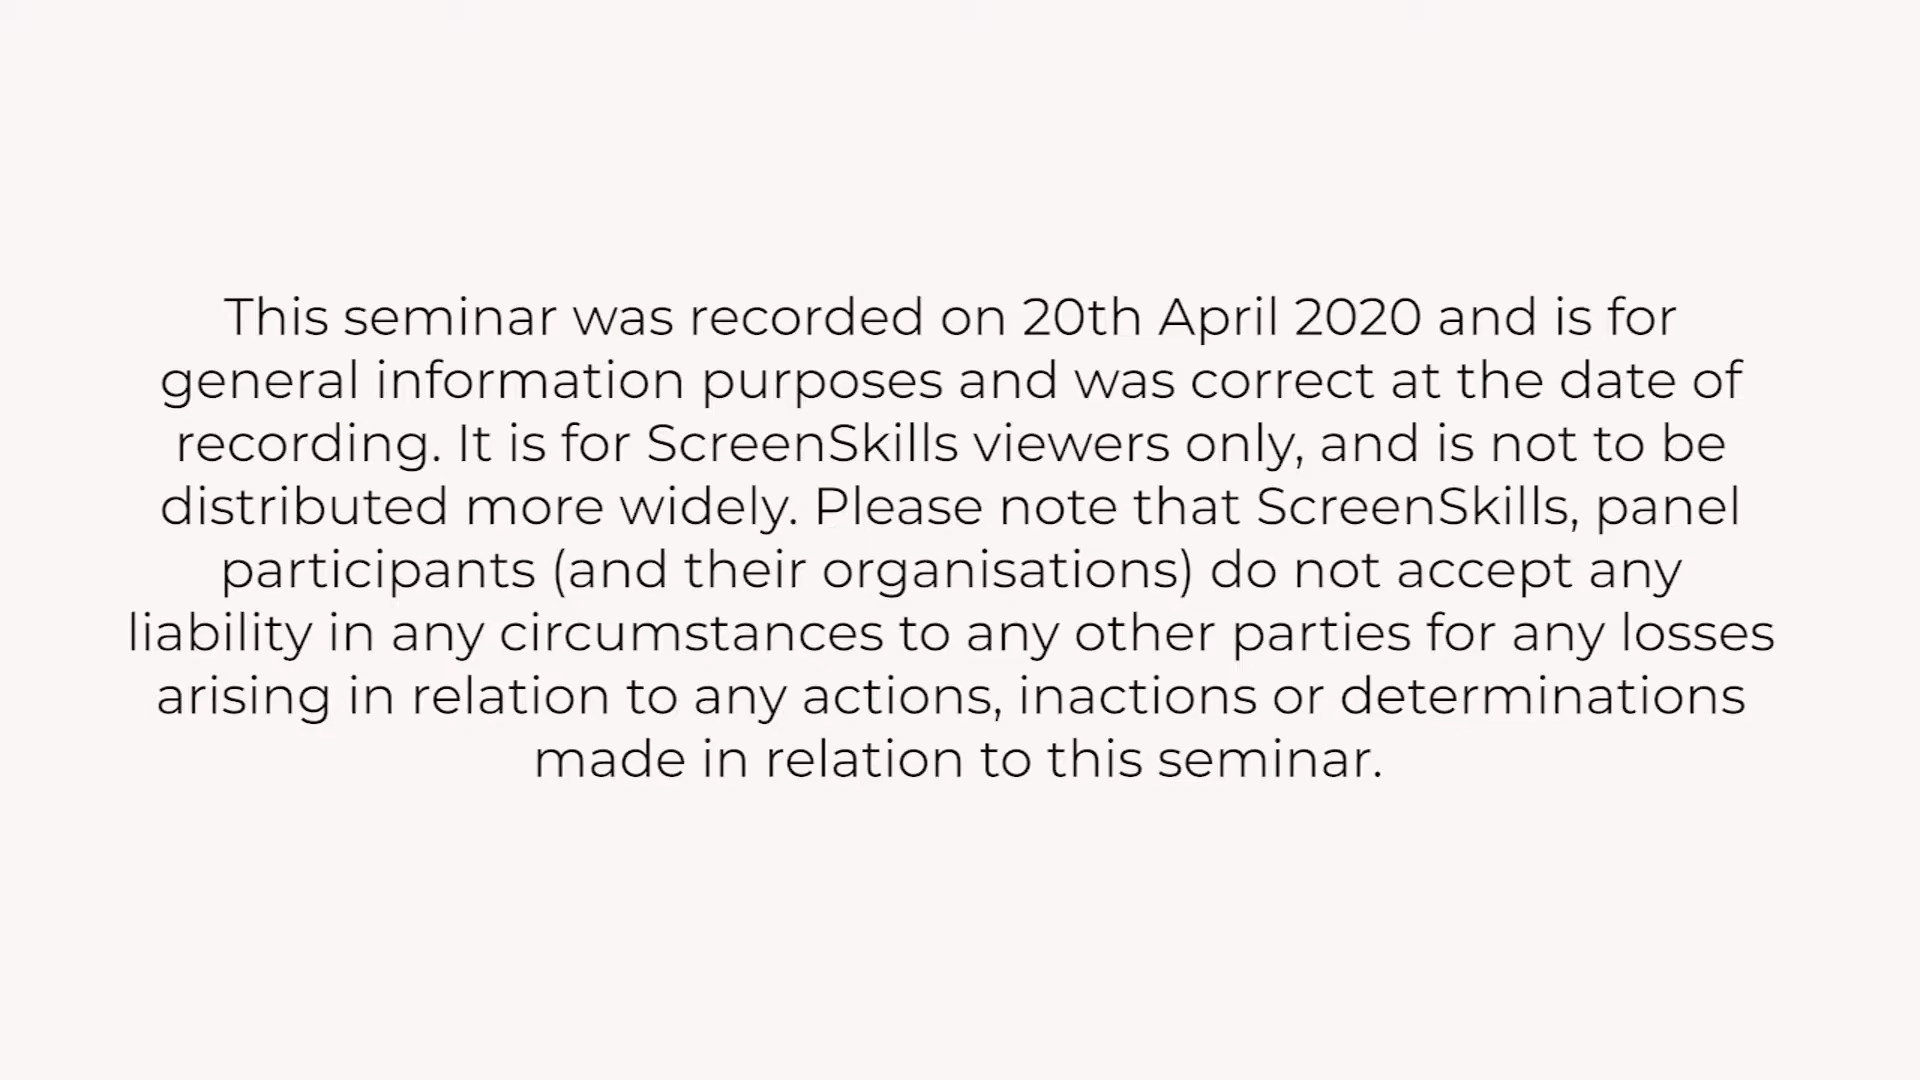 This seminar was recorded on 20th April 2020 and is for
general information purposes and was correct at the date of
recording. It is for ScreenSkills viewers only, and is not to be
distributed more widely. Please note that ScreenSkills, panel
participants (and their organisations) do not accept any
liability in any circumstances to any other parties for any losses
arising in relation to any actions, inactions or determinations
made in relation to this seminar.